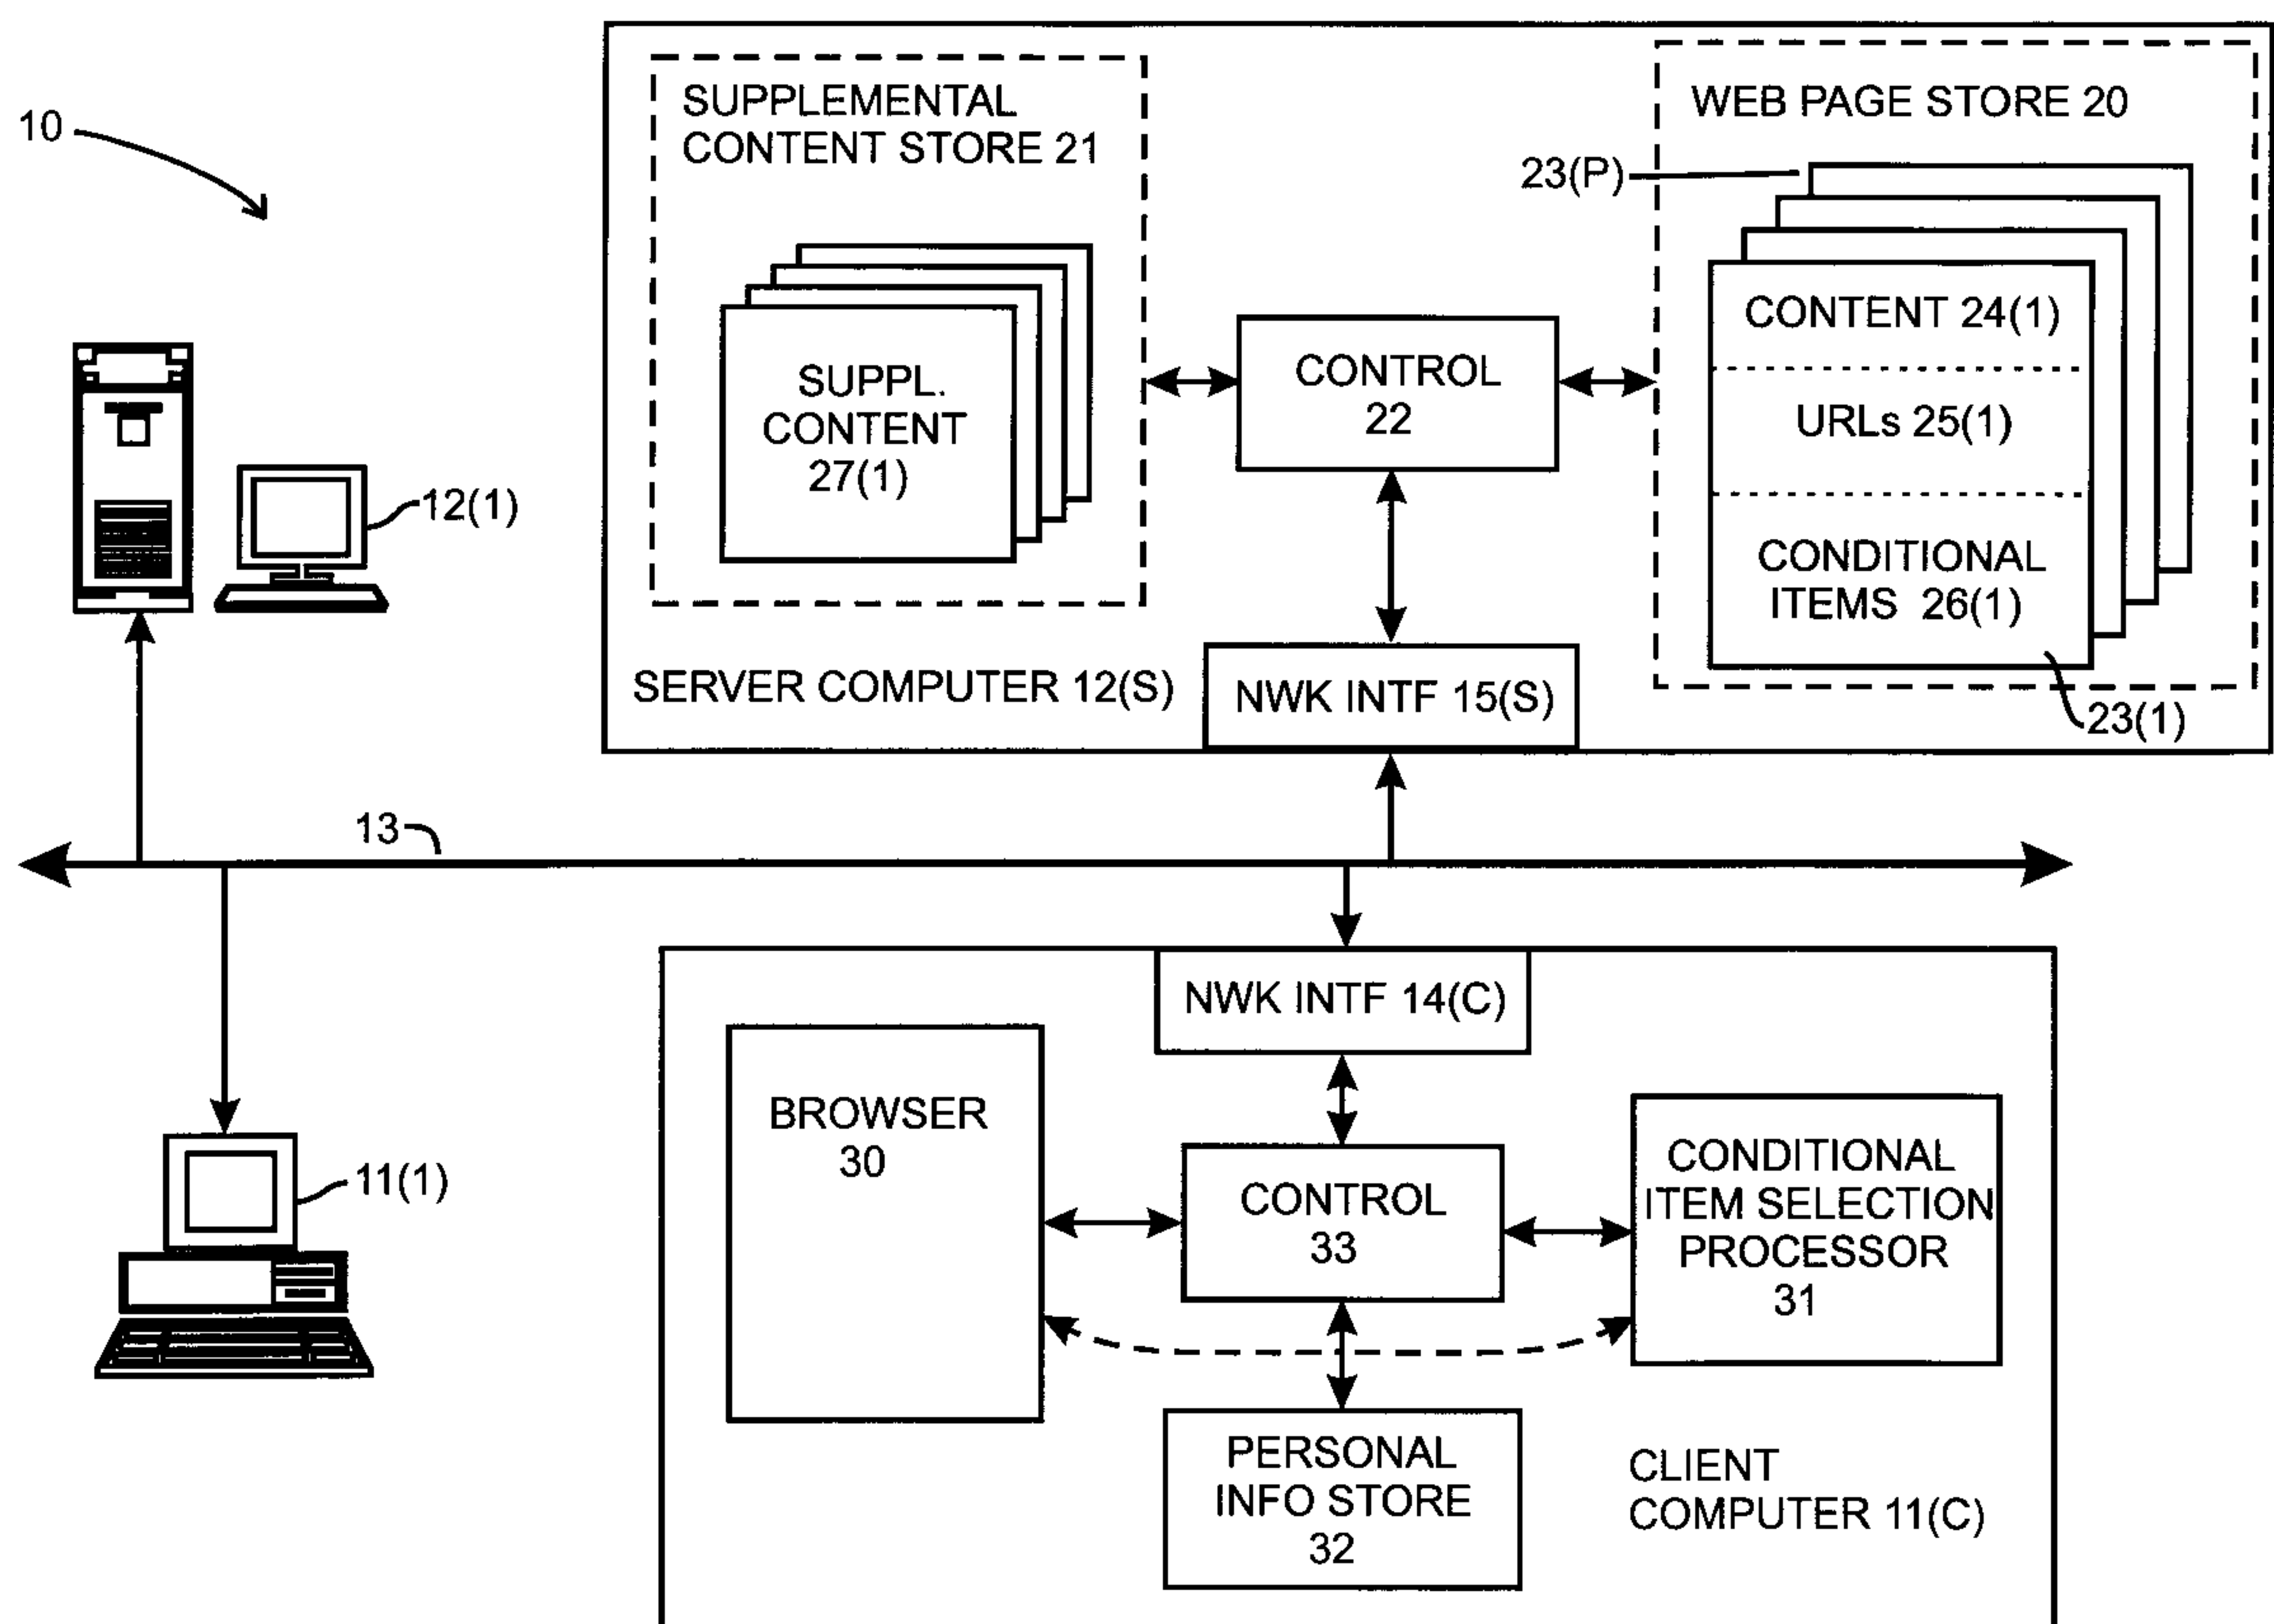 10
SUPPLEMENTAL
CONTENT STORE 21
SUPPL.
CONTENT
27(1)
CONTROL
22
WEB PAGE STORE 20
23(P)
CONTENT 24(1)
URLs 25(1)
CONDITIONAL
ITEMS 26(1)
23(1)
SERVER COMPUTER 12(S)
NWK INTF 15(S)
12(1)
13
11(1)
NWK INTF 14(C)
BROWSER
30
CONTROL
33
CONDITIONAL
ITEM SELECTION
PROCESSOR
31
PERSONAL
INFO STORE
32
CLIENT
COMPUTER 11(C)